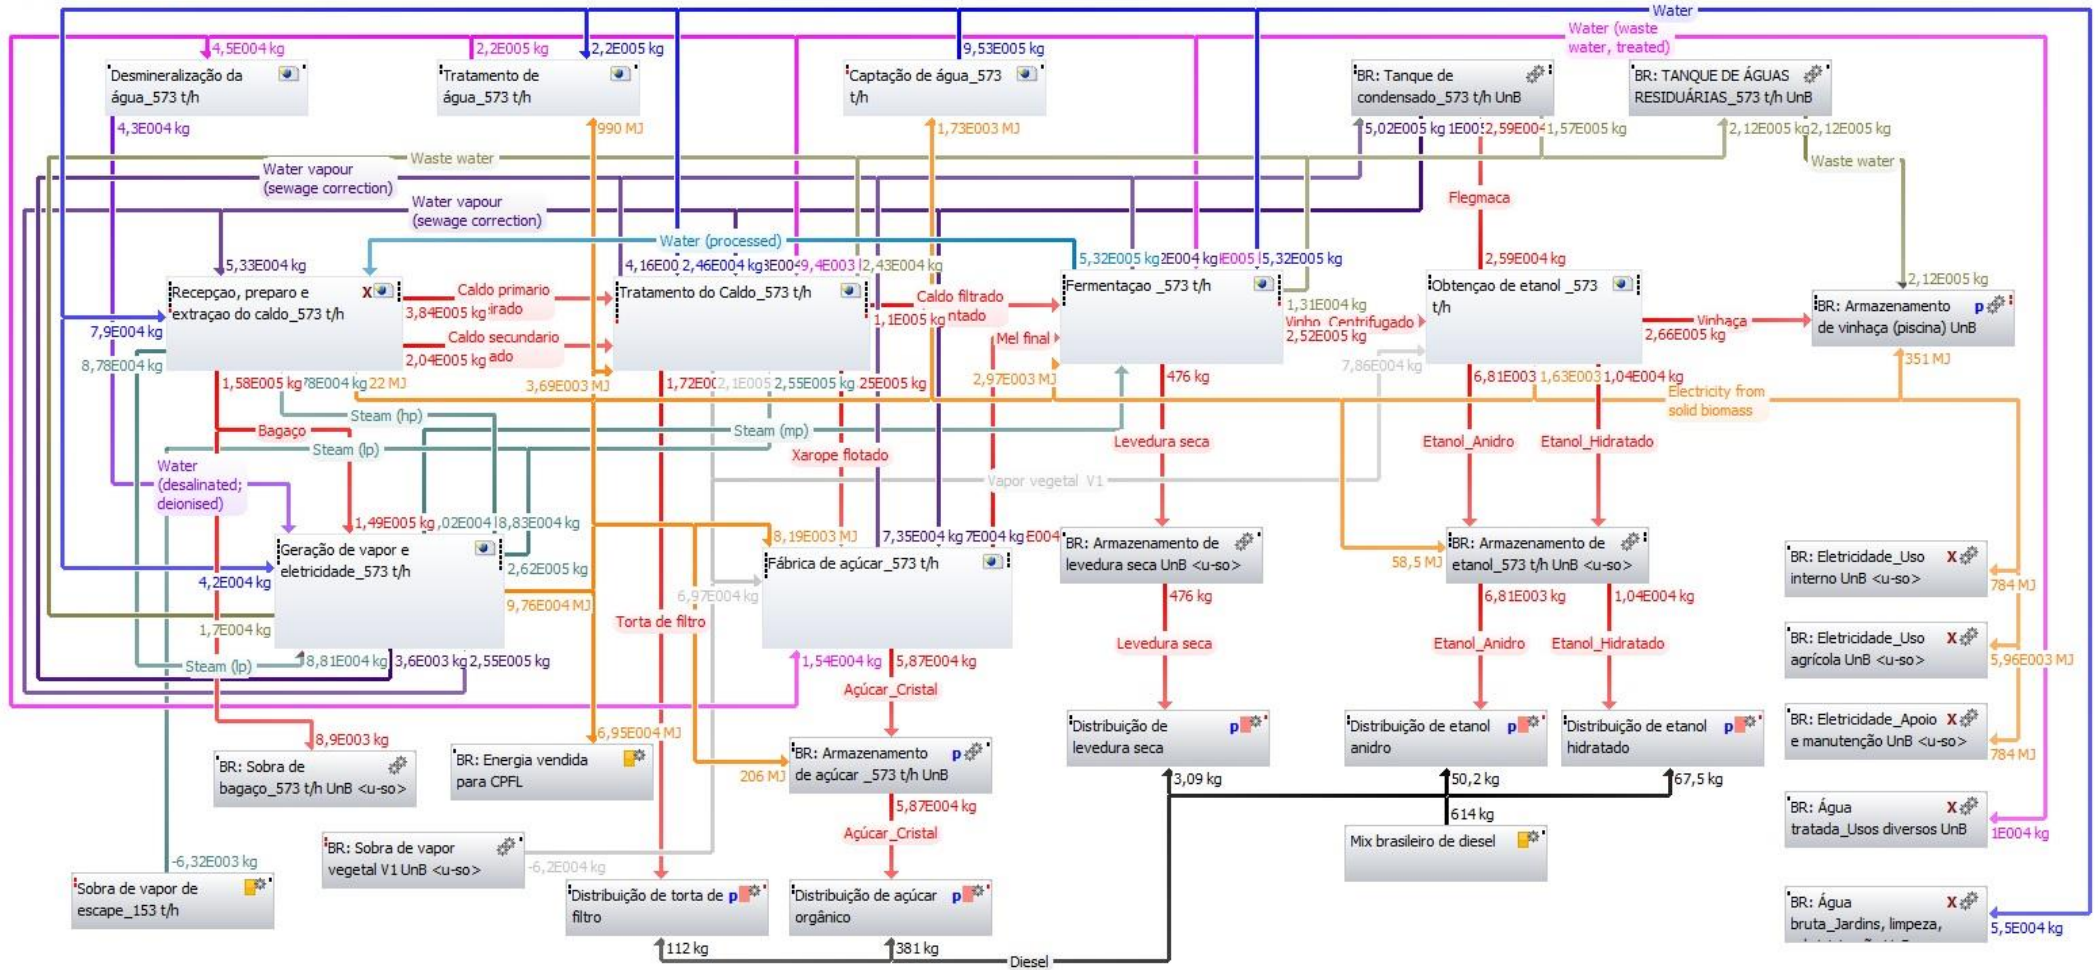 Water
Water (waste
water, treated)
4,5E004 kg
2,2E005 kg
2,2E005 kg
9,53E005 kg
Desmineralização da
água_573 t/h
Tratamento de
água_573 t/h
Captação de água_573
t/h
BR: Tanque de
condensado_573 t/h UnB
BR: TANQUE DE ÁGUAS
RESIDUÁRIAS_573 t/h UnB
4,3E004 kg
990 MJ
1,73E003 MJ
5,02E005 kg
2,59E004
1,57E005 kg
2,12E005 kg
2,12E005 kg
Waste water
Waste water
Water vapour
(sewage correction)
Water vapour
(sewage correction)
Flegmaca
Water (processed)
5,33E004 kg
2,46E004 kg
2,43E004 kg
5,32E005 kg
5,32E005 kg
2,59E004 kg
2,12E005 kg
Recepçao, preparo e
extraçao do caldo_573 t/h
X
Tratamento do Caldo_573 t/h
Fermentaçao _573 t/h
Obtençao de etanol _573
t/h
BR: Armazenamento
de vinhaça (piscina) UnB
p
Caldo primario
3,84E005 kg
Caldo secundario
2,04E005 kg
Caldo filtrado
1,1E005 kg
Mel final
1,31E004 kg
Vinho_Centrifugado
2,52E005 kg
Vinhaça
2,66E005 kg
7,9E004 kg
8,78E004 kg
1,58E005 kg
22 MJ
3,69E003 MJ
2,55E005 kg
2,97E003 MJ
476 kg
7,86E004 kg
6,81E003
1,63E003
1,04E004 kg
351 MJ
Electricity from
solid biomass
Steam (hp)
Bagaço
Steam (mp)
Steam (lp)
Levedura seca
Etanol_Anidro
Etanol_Hidratado
Xarope flotado
Water
(desalinated;
deionised)
Vapor vegetal V1
1,49E005 kg
8,83E004 kg
8,19E003 MJ
7,35E004 kg
Geração de vapor e
eletricidade_573 t/h
Fábrica de açúcar_573 t/h
BR: Armazenamento de
levedura seca UnB <u-so>
BR: Armazenamento de
etanol_573 t/h UnB <u-so>
58,5 MJ
BR: Eletricidade_Uso
interno UnB <u-so>
X
784 MJ
4,2E004 kg
2,62E005 kg
9,76E004 MJ
6,97E004 kg
476 kg
6,81E003 kg
1,04E004 kg
1,7E004 kg
Torta de filtro
Levedura seca
Etanol_Anidro
Etanol_Hidratado
BR: Eletricidade_Uso
agrícola UnB <u-so>
X
5,96E003 MJ
Steam (lp)
8,81E004 kg
3,6E003 kg
2,55E005 kg
1,54E004 kg
5,87E004 kg
Açúcar_Cristal
8,9E003 kg
6,95E004 MJ
206 MJ
BR: Sobra de
bagaço_573 t/h UnB <u-so>
BR: Energia vendida
para CPFL
BR: Armazenamento
de açúcar _573 t/h UnB
p
Distribuição de
levedura seca
p
Distribuição de etanol
anidro
p
Distribuição de etanol
hidratado
p
BR: Eletricidade_Apoio
e manutenção UnB <u-so>
X
784 MJ
3,09 kg
50,2 kg
67,5 kg
614 kg
5,87E004 kg
Açúcar_Cristal
BR: Sobra de vapor
vegetal V1 UnB <u-so>
-6,2E004 kg
-6,32E003 kg
Mix brasileiro de diesel
BR: Água
tratada_Usos diversos UnB
X
1E004 kg
Sobra de vapor de
escape_153 t/h
Distribuição de torta de
filtro
p
Distribuição de açúcar
orgânico
p
BR: Água
bruta_Jardins, limpeza,
X
5,5E004 kg
112 kg
381 kg
Diesel